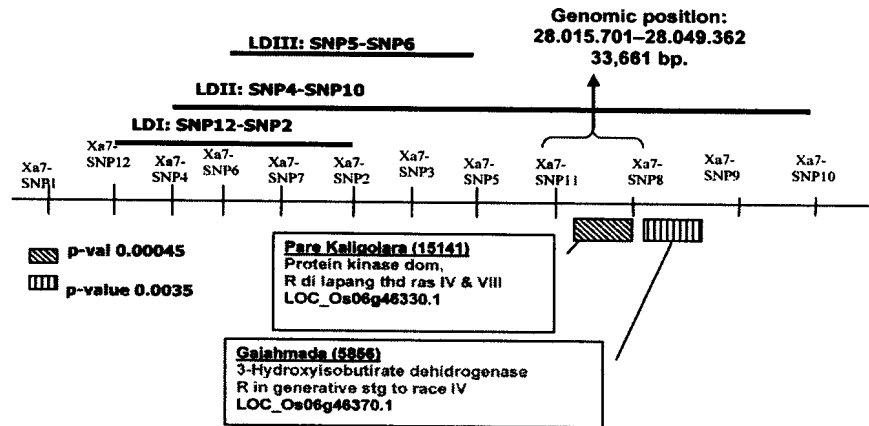 Genomic position:
28.015.701–28.049.362
33,661 bp.
LDIII: SNP5-SNP6
LDII: SNP4-SNP10
LDI: SNP12-SNP2
Xa7-
SNP1
Xa7-
SNP12
Xa7-
SNP4
Xa7-
SNP6
Xa7-
SNP7
Xa7-
SNP2
Xa7-
SNP3
Xa7-
SNP5
Xa7-
SNP11
Xa7-
SNP8
Xa7-
SNP9
Xa7-
SNP10
p-val 0.00045
p-value 0.0035
Pare Kaligolara (15141)
Protein kinase dom,
R di lapang thd ras IV & VIII
LOC_Os06g46330.1
Gajahmada (5856)
3-Hydroxyisobutirate dehidrogenase
R in generative stg to race IV
LOC_Os06g46370.1